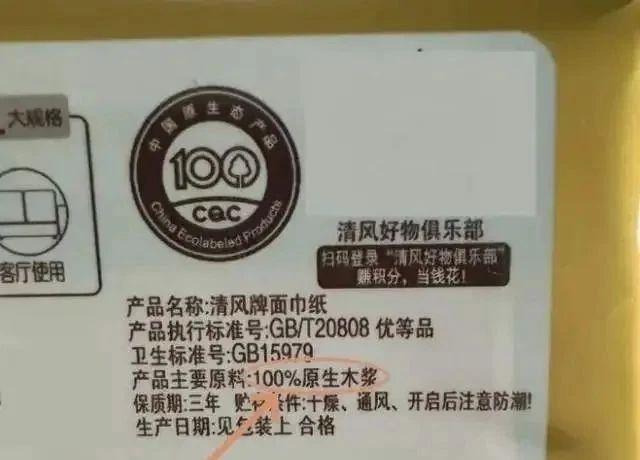 大规格
客厅使用
中国原生态产品
100
CQC
China Ecolabeled Products
清风好物俱乐部
扫码登录“清风好物俱乐部”
赚积分，当钱花！
产品名称:清风牌面巾纸
产品执行标准号:GB/T20808 优等品
卫生标准号:GB15979
产品主要原料:100%原生木浆
保质期:三年 贮存条件:干燥、通风、开启后注意防潮!
生产日期:见包装上 合格